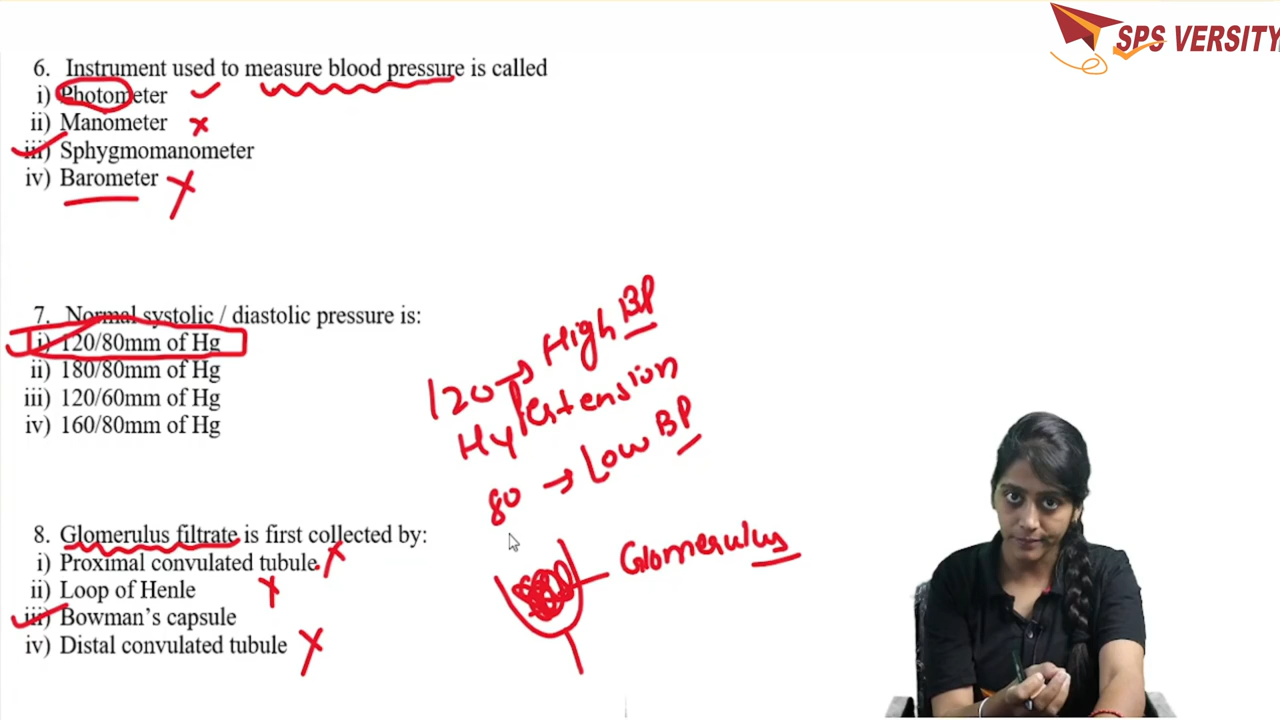 SPS VERSITY
6. Instrument used to measure blood pressure is called
i) Photometer
ii) Manometer
iii) Sphygmomanometer
iv) Barometer
7. Normal systolic / diastolic pressure is:
i) 120/80mm of Hg
ii) 180/80mm of Hg
iii) 120/60mm of Hg
iv) 160/80mm of Hg
120 → High BP
Hypertension
80 → Low BP
8. Glomerulus filtrate is first collected by:
i) Proximal convoluted tubule.
ii) Loop of Henle
iii) Bowman's capsule
iv) Distal convoluted tubule
Glomerulus